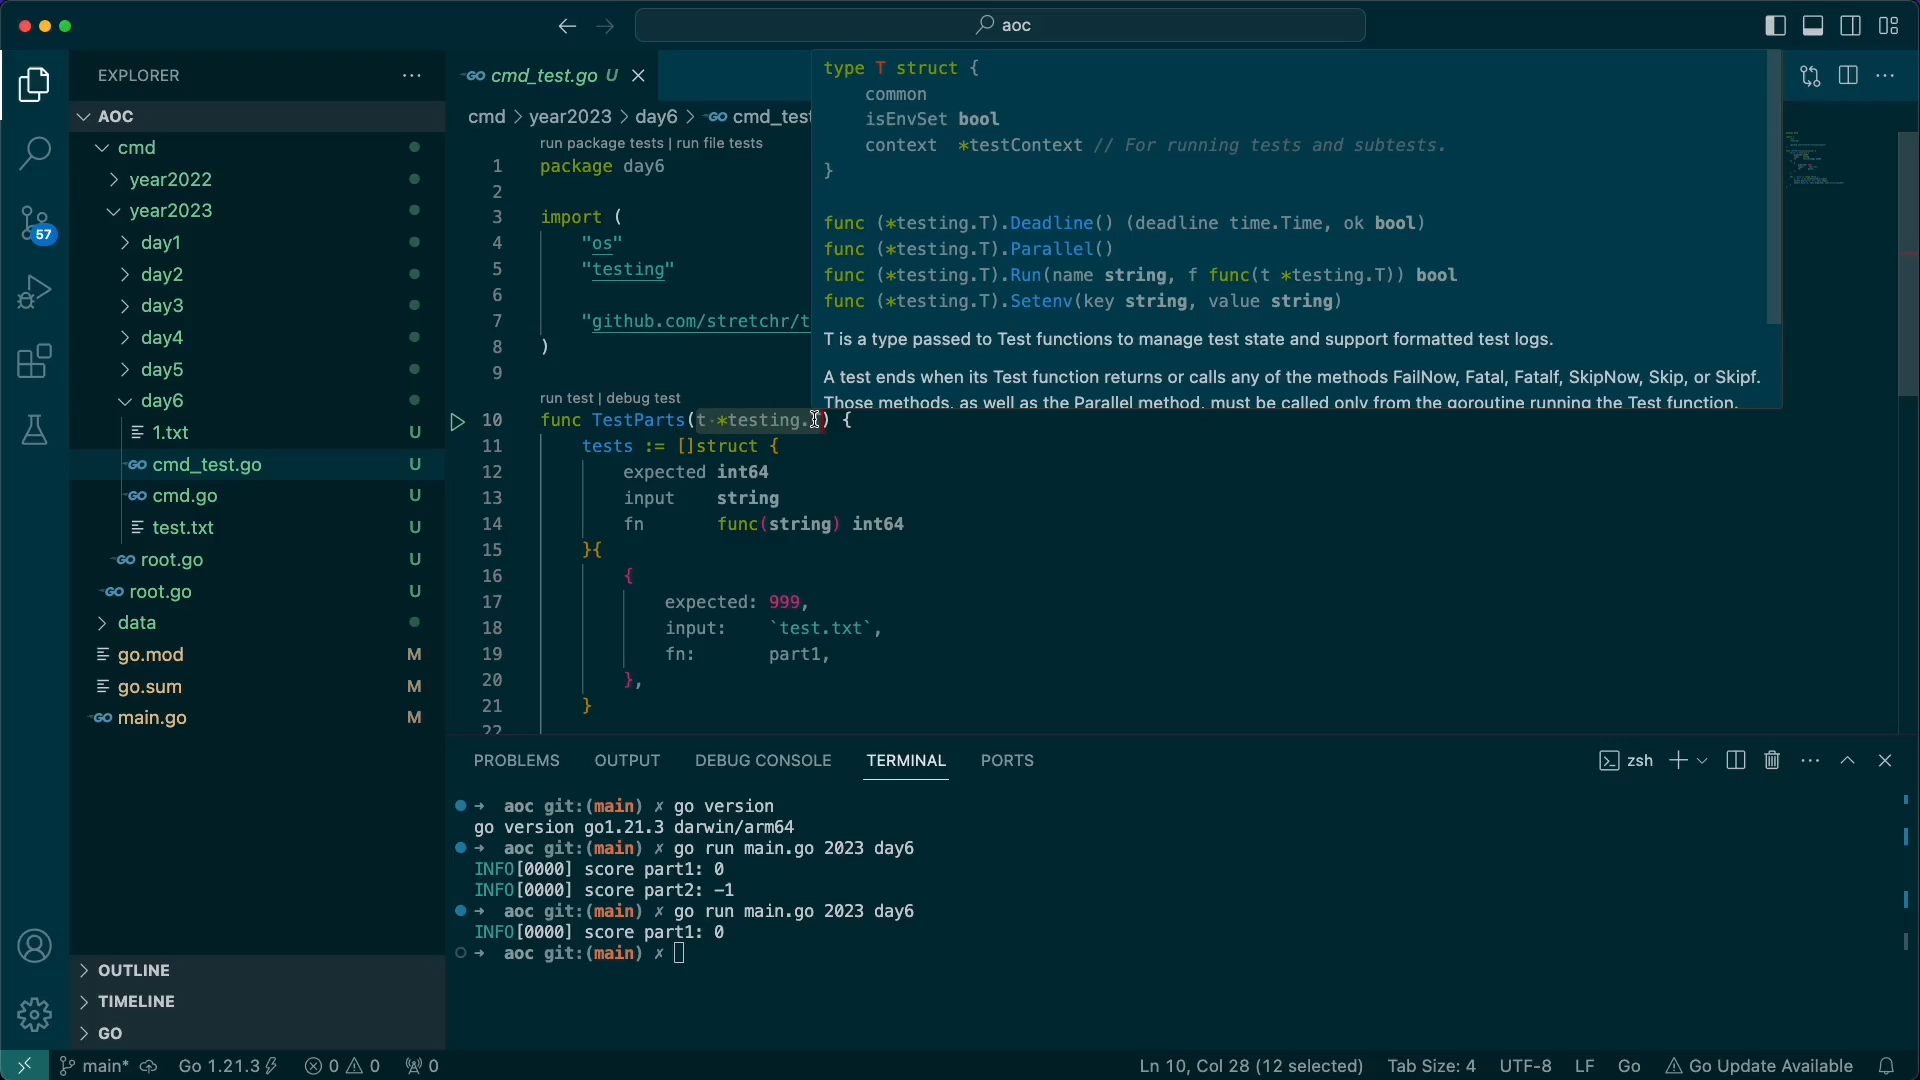 aoc
EXPLORER
AOC
cmd
year2022
year2023
day1
day2
day3
day4
day5
day6
1.txt U
GO cmd_test.go U
GO cmd.go U
test.txt U
GO root.go U
GO root.go U
data
go.mod M
go.sum M
GO main.go M
57
OUTLINE
TIMELINE
GO
GO cmd_test.go U
cmd > year2023 > day6 > GO cmd_test
run package tests | run file tests
1 package day6
2
3 import (
4 "os"
5 "testing"
6
7 "github.com/stretchr/t
8 )
9
run test | debug test
10 func TestParts(t *testing.T) {
11 tests := []struct {
12 expected int64
13 input string
14 fn func(string) int64
15 }{
16 {
17 expected: 999,
18 input: `test.txt`,
19 fn: part1,
20 },
21 }
22
type T struct {
common
isEnvSet bool
context *testContext // For running tests and subtests.
}
func (*testing.T).Deadline() (deadline time.Time, ok bool)
func (*testing.T).Parallel()
func (*testing.T).Run(name string, f func(t *testing.T)) bool
func (*testing.T).Setenv(key string, value string)
T is a type passed to Test functions to manage test state and support formatted test logs.
A test ends when its Test function returns or calls any of the methods FailNow, Fatal, Fatalf, SkipNow, Skip, or Skipf.
Those methods, as well as the Parallel method, must be called only from the goroutine running the Test function.
PROBLEMS OUTPUT DEBUG CONSOLE TERMINAL PORTS
zsh
→ aoc git:(main) ✗ go version
go version go1.21.3 darwin/arm64
→ aoc git:(main) ✗ go run main.go 2023 day6
INFO[0000] score part1: 0
INFO[0000] score part2: -1
→ aoc git:(main) ✗ go run main.go 2023 day6
INFO[0000] score part1: 0
→ aoc git:(main) ✗
main* Go 1.21.3 0 0 0
Ln 10, Col 28 (12 selected) Tab Size: 4 UTF-8 LF Go Go Update Available